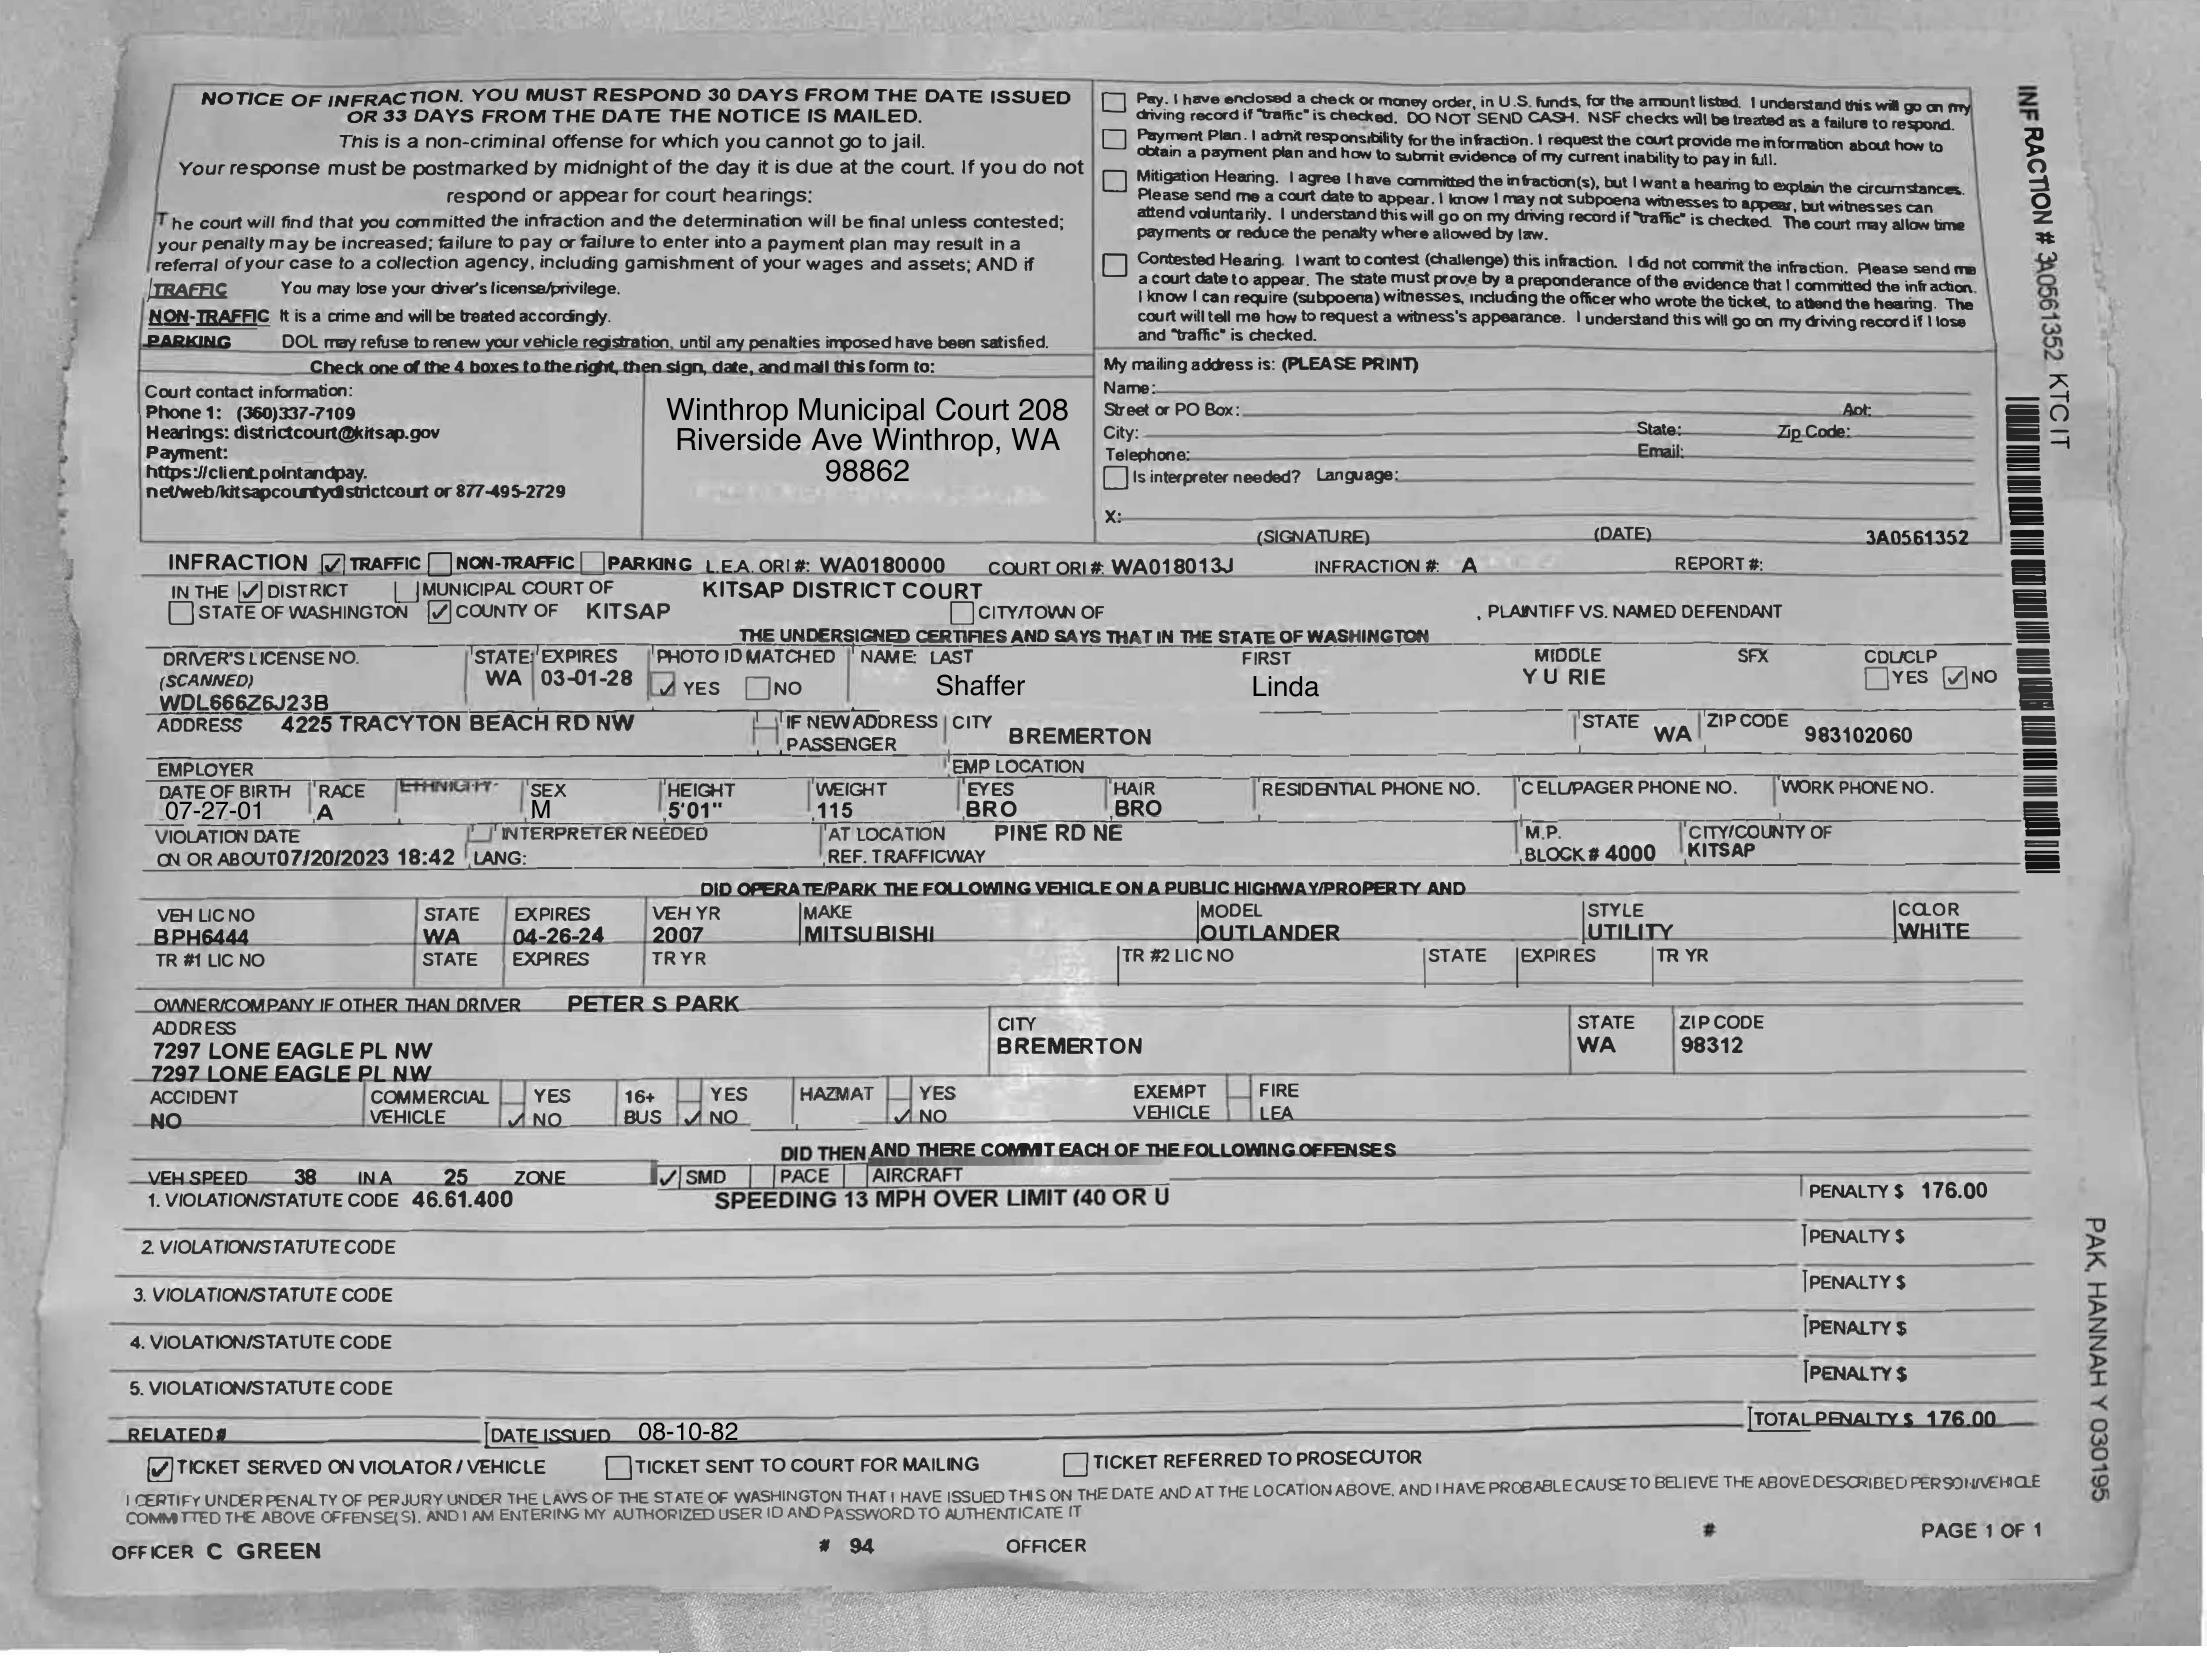 NOTICE OF INFRACTION. YOU MUST RESPOND 30 DAYS FROM THE DATE ISSUED
OR 33 DAYS FROM THE DATE THE NOTICE IS MAILED.
This is a non-criminal offense for which you cannot go to jail.
Your response must be postmarked by midnight of the day it is due at the court. If you do not
respond or appear for court hearings:
The court will find that you committed the infraction and the determination will be final unless contested;
your penalty may be increased; failure to pay or failure to enter into a payment plan may result in a
referral of your case to a collection agency, including garnishment of your wages and assets; AND if
TRAFFIC You may lose your driver's license/privilege.
NON-TRAFFIC It is a crime and will be treated accordingly.
PARKING DOL may refuse to renew your vehicle registration, until any penalties imposed have been satisfied.
Check one of the 4 boxes to the right, then sign, date, and mail this form to:
Court contact information:
Phone 1: (360)337-7109
Hearings: districtcourt@kitsap.gov
Payment:
https://client.pointandpay.
net/web/kitsapcountydistrictcourt or 877-495-2729
Winthrop Municipal Court 208
Riverside Ave Winthrop, WA
98862
Pay. I have enclosed a check or money order, in U.S. funds, for the amount listed. I understand this will go on my
driving record if "traffic" is checked. DO NOT SEND CASH. NSF checks will be treated as a failure to respond.
Payment Plan. I admit responsibility for the infraction. I request the court provide me information about how to
obtain a payment plan and how to submit evidence of my current inability to pay in full.
Mitigation Hearing. I agree I have committed the infraction(s), but I want a hearing to explain the circumstances.
Please send me a court date to appear. I know I may not subpoena witnesses to appear, but witnesses can
attend voluntarily. I understand this will go on my driving record if "traffic" is checked. The court may allow time
payments or reduce the penalty where allowed by law.
Contested Hearing. I want to contest (challenge) this infraction. I did not commit the infraction. Please send me
a court date to appear. The state must prove by a preponderance of the evidence that I committed the infraction.
I know I can require (subpoena) witnesses, including the officer who wrote the ticket, to attend the hearing. The
court will tell me how to request a witness's appearance. I understand this will go on my driving record if I lose
and "traffic" is checked.
My mailing address is: (PLEASE PRINT)
Name:
Street or PO Box: Apt:
City: State: Zip Code:
Telephone: Email:
Is interpreter needed? Language:
X:
(SIGNATURE) (DATE) 3A0561352
INFRACTION # 3A0561352 KTC IT
INFRACTION TRAFFIC NON-TRAFFIC PARKING L.E.A. ORI #: WA0180000 COURT ORI #: WA018013J INFRACTION #: A REPORT #:
IN THE DISTRICT MUNICIPAL COURT OF KITSAP DISTRICT COURT
STATE OF WASHINGTON COUNTY OF KITSAP CITY/TOWN OF , PLAINTIFF VS. NAMED DEFENDANT
THE UNDERSIGNED CERTIFIES AND SAYS THAT IN THE STATE OF WASHINGTON
DRIVER'S LICENSE NO. STATE EXPIRES PHOTO ID MATCHED NAME: LAST FIRST MIDDLE SFX CDL/CLP
(SCANNED) WA 03-01-28 YES NO Shaffer Linda YU RIE YES NO
WDL666Z6J23B
ADDRESS 4225 TRACYTON BEACH RD NW IF NEW ADDRESS CITY BREMERTON STATE WA ZIP CODE 983102060
PASSENGER
EMPLOYER EMP LOCATION
DATE OF BIRTH RACE ETHNICITY SEX HEIGHT WEIGHT EYES HAIR RESIDENTIAL PHONE NO. CELL/PAGER PHONE NO. WORK PHONE NO.
07-27-01 A M 5'01" 115 BRO BRO
VIOLATION DATE INTERPRETER NEEDED AT LOCATION PINE RD NE M.P. CITY/COUNTY OF
ON OR ABOUT 07/20/2023 18:42 LANG: REF. TRAFFICWAY BLOCK # 4000 KITSAP
DID OPERATE/PARK THE FOLLOWING VEHICLE ON A PUBLIC HIGHWAY/PROPERTY AND
VEH LIC NO STATE EXPIRES VEH YR MAKE MODEL STYLE COLOR
BPH6444 WA 04-26-24 2007 MITSUBISHI OUTLANDER UTILITY WHITE
TR #1 LIC NO STATE EXPIRES TR YR TR #2 LIC NO STATE EXPIRES TR YR
OWNER/COMPANY IF OTHER THAN DRIVER PETER S PARK
ADDRESS CITY STATE ZIP CODE
7297 LONE EAGLE PL NW BREMERTON WA 98312
7297 LONE EAGLE PL NW
ACCIDENT COMMERCIAL YES 16+ YES HAZMAT YES EXEMPT FIRE
NO VEHICLE NO BUS NO NO VEHICLE LEA
DID THEN AND THERE COMMIT EACH OF THE FOLLOWING OFFENSES
VEH SPEED 38 IN A 25 ZONE SMD PACE AIRCRAFT
1. VIOLATION/STATUTE CODE 46.61.400 SPEEDING 13 MPH OVER LIMIT (40 OR U PENALTY $ 176.00
2. VIOLATION/STATUTE CODE PENALTY $
3. VIOLATION/STATUTE CODE PENALTY $
4. VIOLATION/STATUTE CODE PENALTY $
5. VIOLATION/STATUTE CODE PENALTY $
RELATED # DATE ISSUED 08-10-82 TOTAL PENALTY $ 176.00
TICKET SERVED ON VIOLATOR / VEHICLE TICKET SENT TO COURT FOR MAILING TICKET REFERRED TO PROSECUTOR
I CERTIFY UNDER PENALTY OF PERJURY UNDER THE LAWS OF THE STATE OF WASHINGTON THAT I HAVE ISSUED THIS ON THE DATE AND AT THE LOCATION ABOVE, AND I HAVE PROBABLE CAUSE TO BELIEVE THE ABOVE DESCRIBED PERSON/VEHICLE
COMMITTED THE ABOVE OFFENSE(S), AND I AM ENTERING MY AUTHORIZED USER ID AND PASSWORD TO AUTHENTICATE IT
OFFICER C GREEN # 94 OFFICER # PAGE 1 OF 1
PAK, HANNAH Y 030195